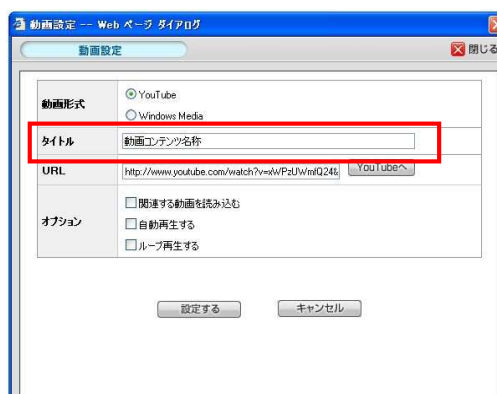 動画設定 -- Web ページ ダイアログ
動画設定
閉じる
動画形式
YouTube
Windows Media
タイトル
動画コンテンツ名称
URL
http://www.youtube.com/watch?v=xWPzUWmlQ24&
YouTubeへ
オプション
関連する動画を読み込む
自動再生する
ループ再生する
設定する
キャンセル